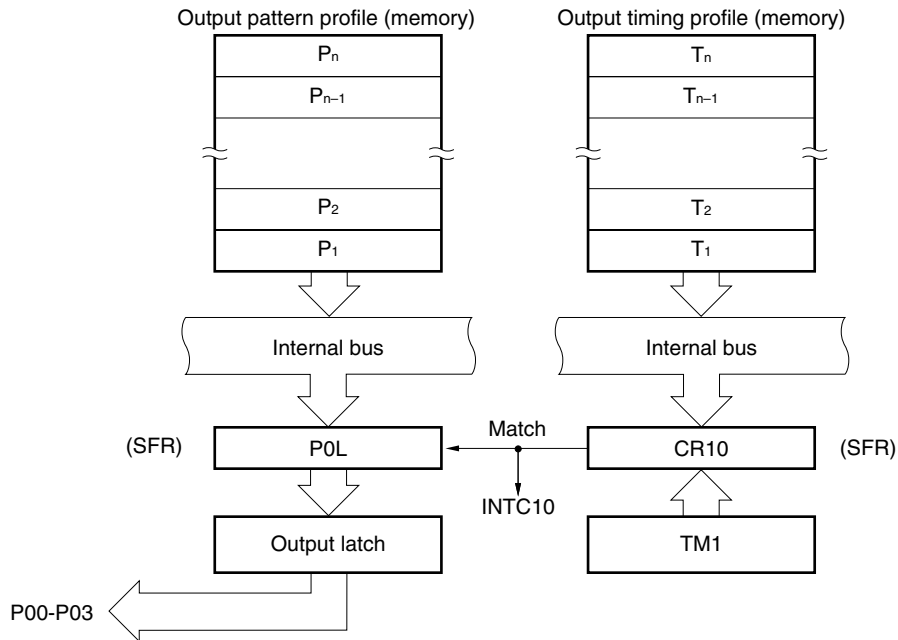 Output pattern profile (memory)
Output timing profile (memory)
Pn
Tn
Pn–1
Tn–1
P2
T2
P1
T1
Internal bus
Internal bus
Match
(SFR)
P0L
CR10
(SFR)
INTC10
Output latch
TM1
P00-P03